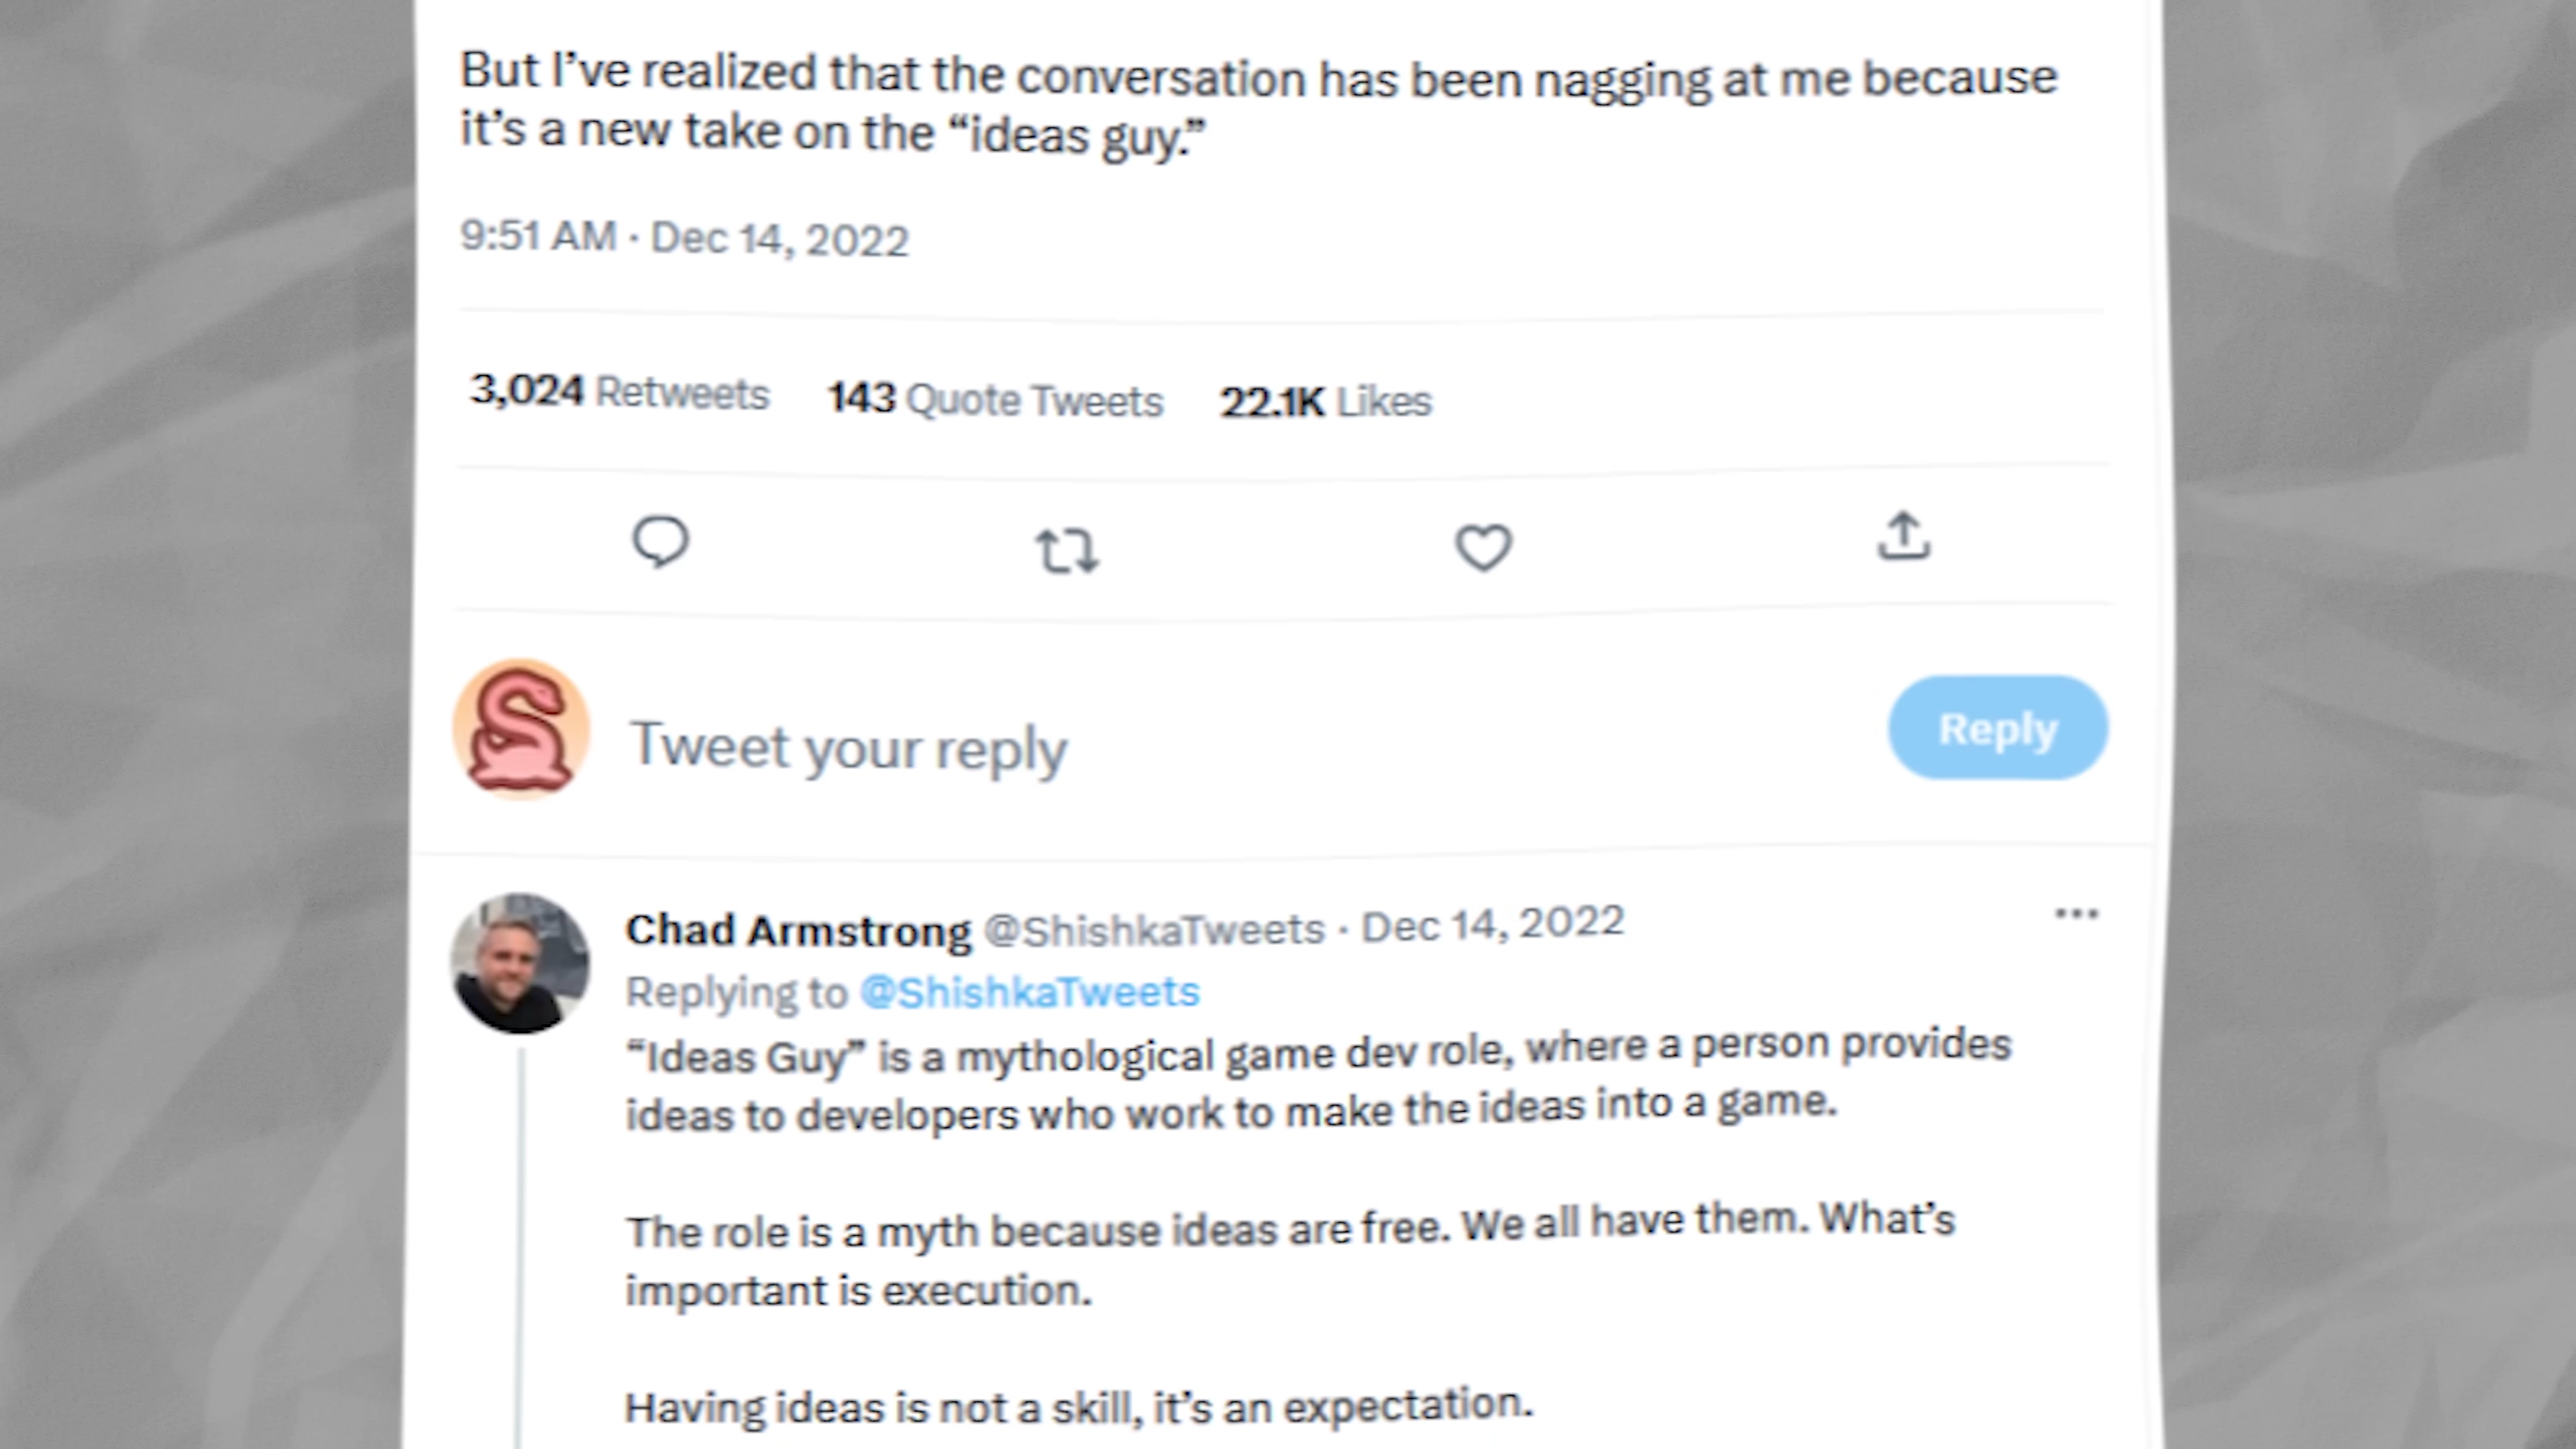 But I’ve realized that the conversation has been nagging at me because
it’s a new take on the “ideas guy.”
9:51 AM · Dec 14, 2022
3,024 Retweets 143 Quote Tweets 22.1K Likes
Tweet your reply
Reply
Chad Armstrong @ShishkaTweets · Dec 14, 2022
Replying to @ShishkaTweets
“Ideas Guy” is a mythological game dev role, where a person provides
ideas to developers who work to make the ideas into a game.
The role is a myth because ideas are free. We all have them. What’s
important is execution.
Having ideas is not a skill, it’s an expectation.